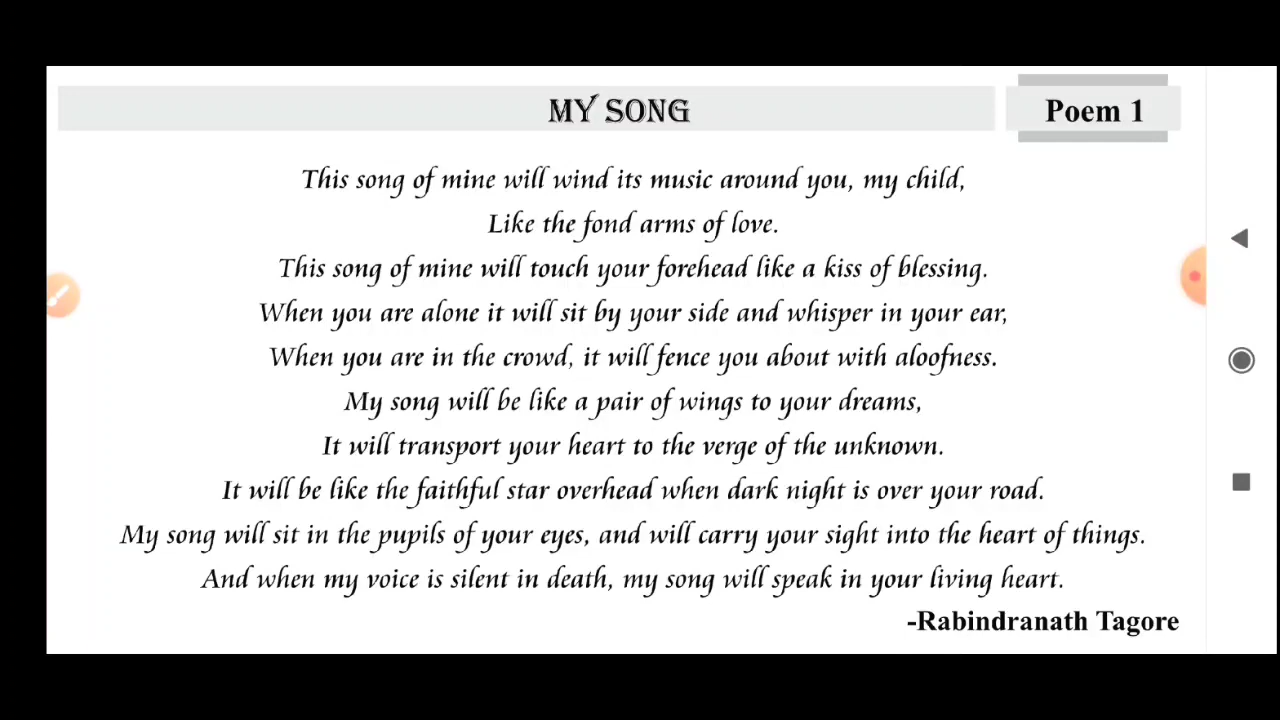 MY SONG
Poem 1
This song of mine will wind its music around you, my child,
Like the fond arms of love.
This song of mine will touch your forehead like a kiss of blessing.
When you are alone it will sit by your side and whisper in your ear,
When you are in the crowd, it will fence you about with aloofness.
My song will be like a pair of wings to your dreams,
It will transport your heart to the verge of the unknown.
It will be like the faithful star overhead when dark night is over your road.
My song will sit in the pupils of your eyes, and will carry your sight into the heart of things.
And when my voice is silent in death, my song will speak in your living heart.
-Rabindranath Tagore